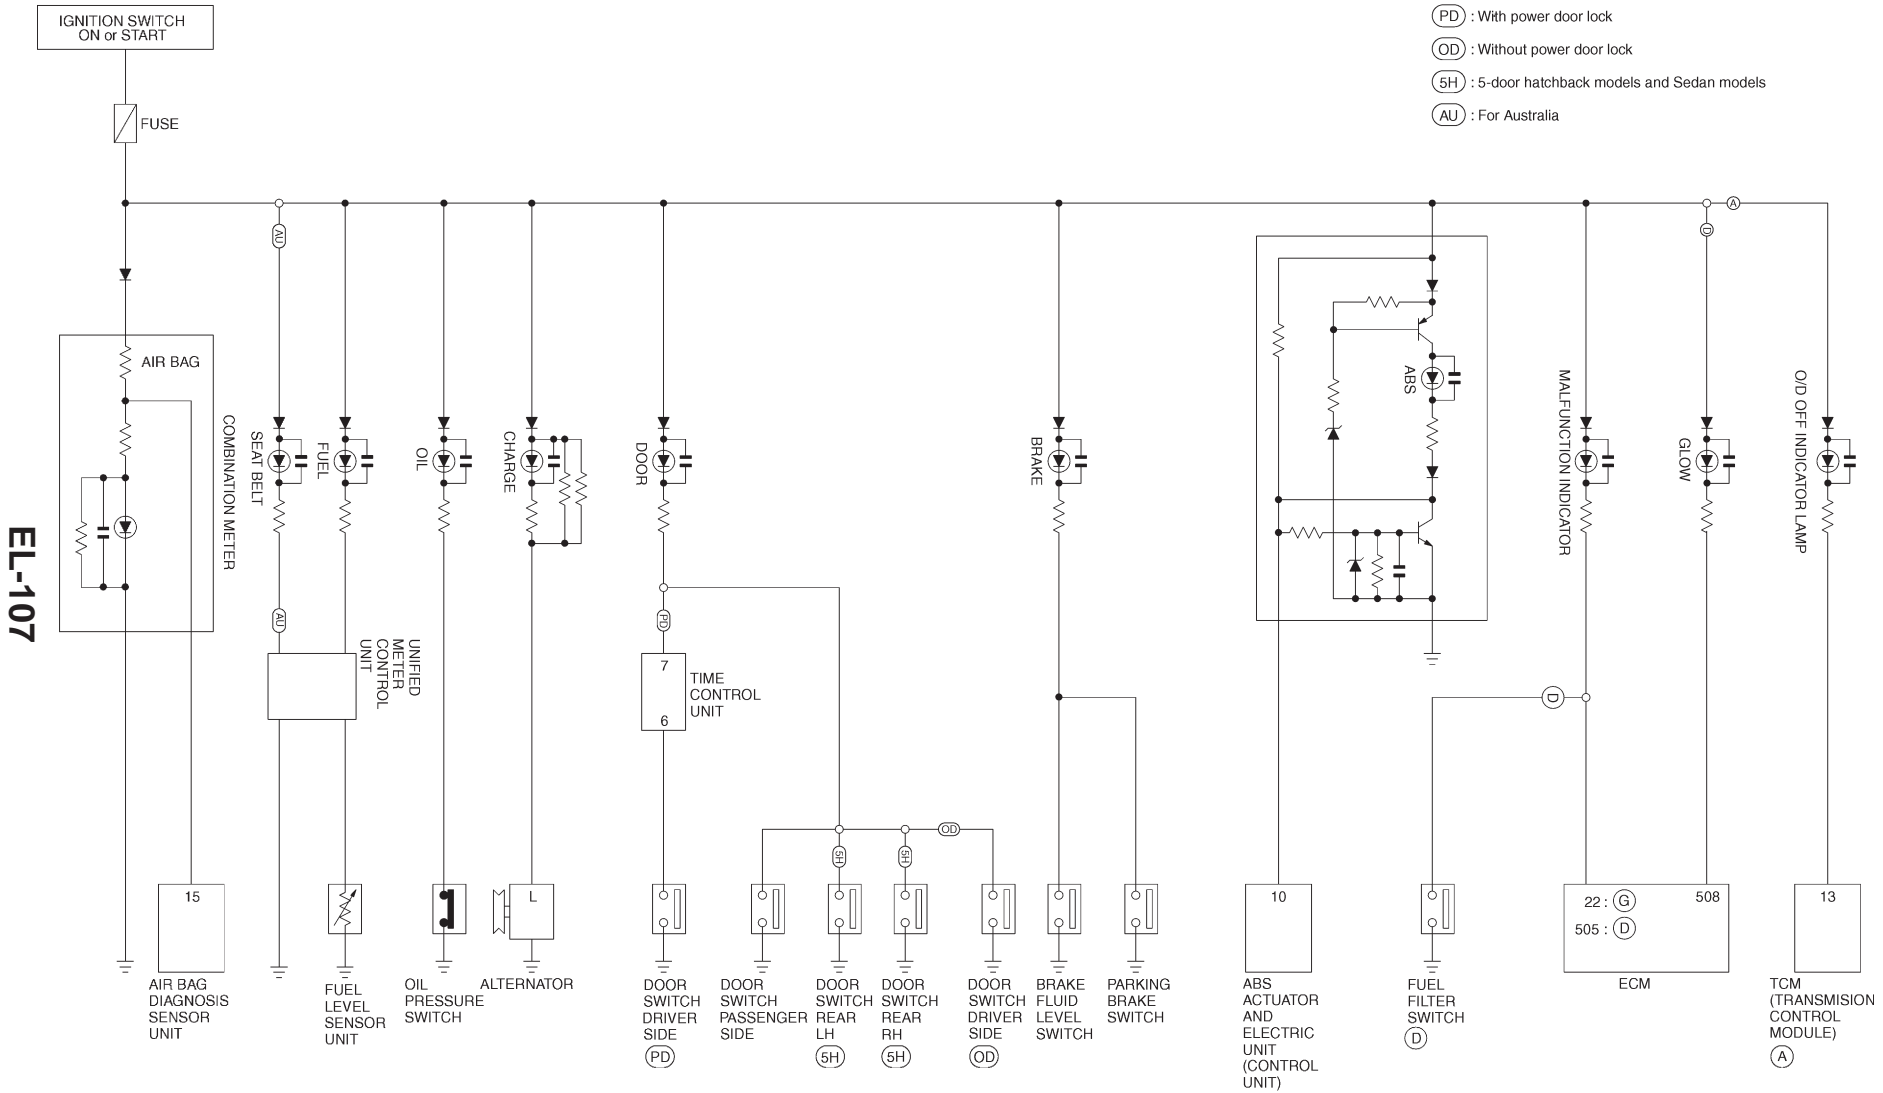 IGNITION SWITCH
ON or START
FUSE
PD : With power door lock
OD : Without power door lock
5H : 5-door hatchback models and Sedan models
AU : For Australia
AU
A
D
AIR BAG
COMBINATION METER
SEAT BELT
FUEL
OIL
CHARGE
DOOR
BRAKE
ABS
MALFUNCTION INDICATOR
GLOW
O/D OFF INDICATOR LAMP
EL-107
AU
UNIFIED
METER
CONTROL
UNIT
PD
7
6
TIME
CONTROL
UNIT
D
OD
5H
5H
15
L
10
22 : G
505 : D
508
13
AIR BAG
DIAGNOSIS
SENSOR
UNIT
FUEL
LEVEL
SENSOR
UNIT
OIL
PRESSURE
SWITCH
ALTERNATOR
DOOR
SWITCH
DRIVER
SIDE
PD
DOOR
SWITCH
PASSENGER
SIDE
DOOR
SWITCH
REAR
LH
5H
DOOR
SWITCH
REAR
RH
5H
DOOR
SWITCH
DRIVER
SIDE
OD
BRAKE
FLUID
LEVEL
SWITCH
PARKING
BRAKE
SWITCH
ABS
ACTUATOR
AND
ELECTRIC
UNIT
(CONTROL
UNIT)
FUEL
FILTER
SWITCH
D
ECM
TCM
(TRANSMISION
CONTROL
MODULE)
A